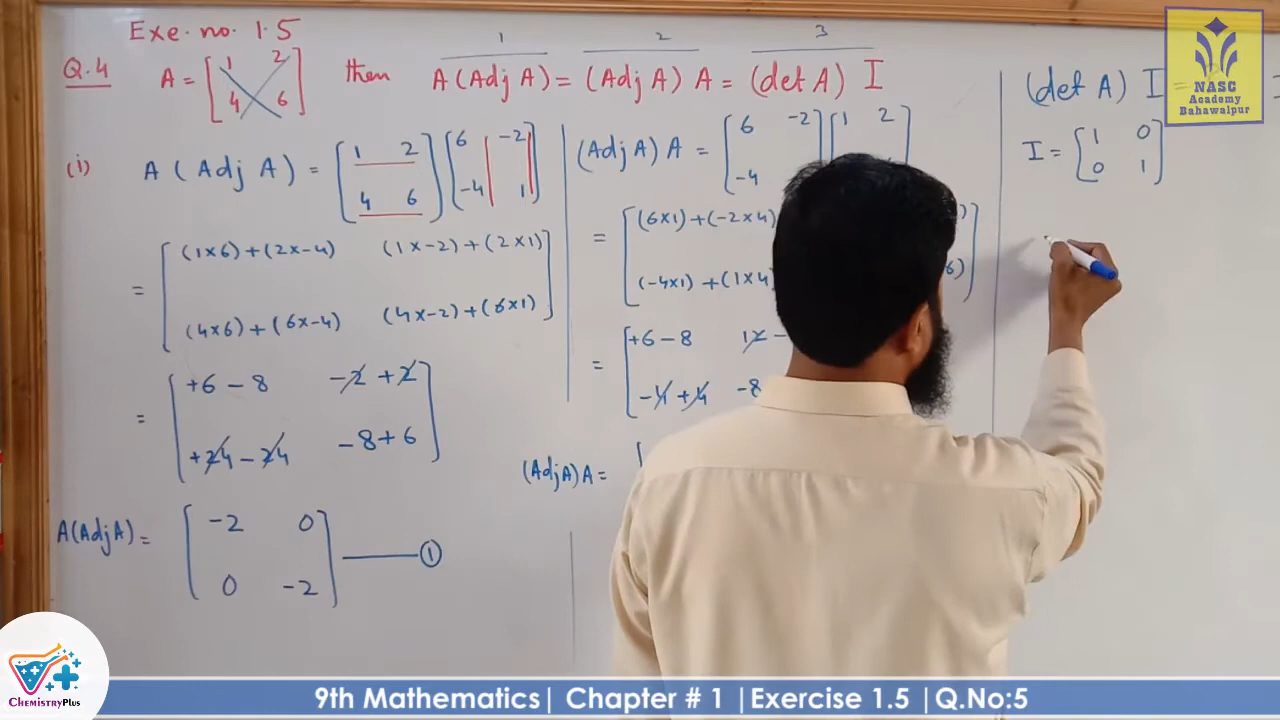 Exe. no. 1.5
Q.4 A = [1 2 4 6] then A (Adj A) = (Adj A) A = (det A) I
1 2 3
(i) A (Adj A) = [1 2 4 6] [6 -2 -4 1]
= [(1×6)+(2×-4) (1×-2)+(2×1)
(4×6)+(6×-4) (4×-2)+(6×1)]
= [+6-8 -2+2
+24-24 -8+6]
A(AdjA) = [-2 0
0 -2] ①
(Adj A) A = [6 -2 -4 1 2
= [(6×1)+(-2×4) )
(-4×1)+(1×4) 6)]
= [+6-8 12-
-4+4 -8
(AdjA)A = [
(det A) I =
I = [1 0
0 1]
NASC
Academy
Bahawalpur
ChemistryPlus
9th Mathematics| Chapter # 1 |Exercise 1.5 |Q.No:5